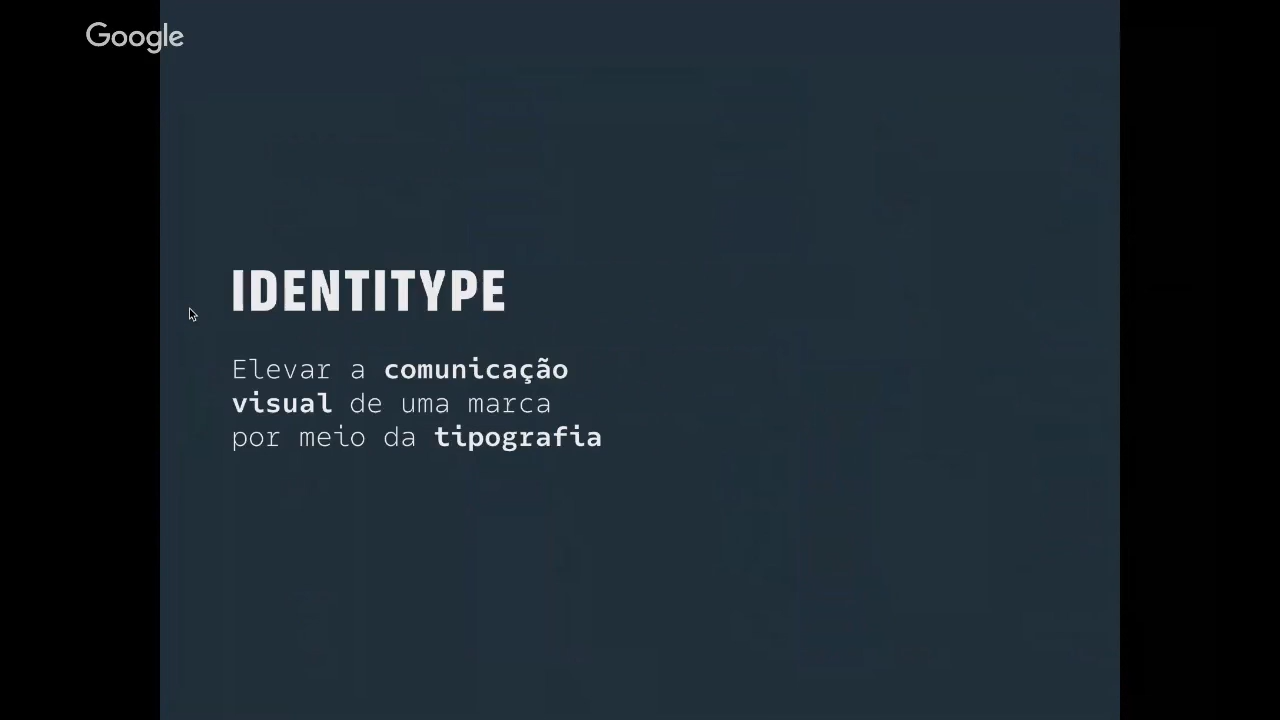 Google
IDENTITYPE
Elevar a comunicação
visual de uma marca
por meio da tipografia